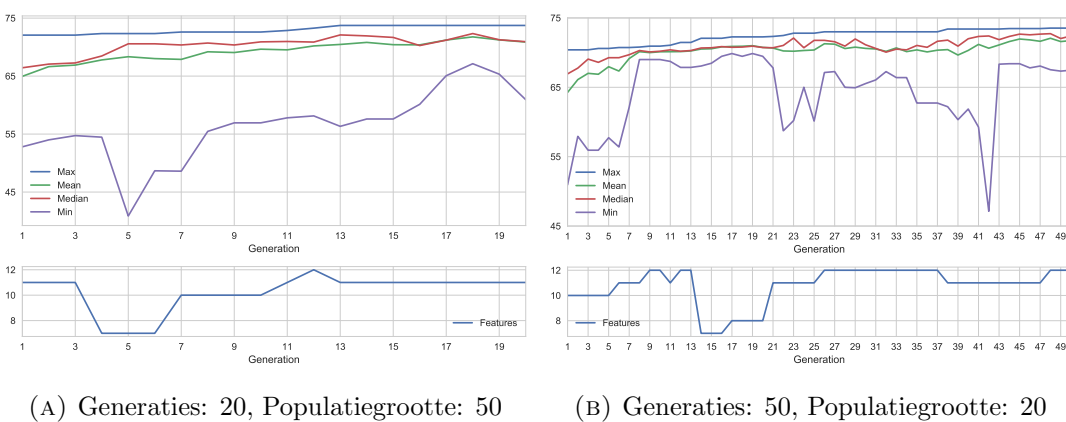 75
65
55
45
Max
Mean
Median
Min
1 3 5 7 9 11 13 15 17 19
Generation
12
10
8
Features
1 3 5 7 9 11 13 15 17 19
Generation
(A) Generaties: 20, Populatiegrootte: 50
75
65
55
45
Max
Mean
Median
Min
1 3 5 7 9 11 13 15 17 19 21 23 25 27 29 31 33 35 37 39 41 43 45 47 49
Generation
12
10
8
Features
1 3 5 7 9 11 13 15 17 19 21 23 25 27 29 31 33 35 37 39 41 43 45 47 49
Generation
(B) Generaties: 50, Populatiegrootte: 20